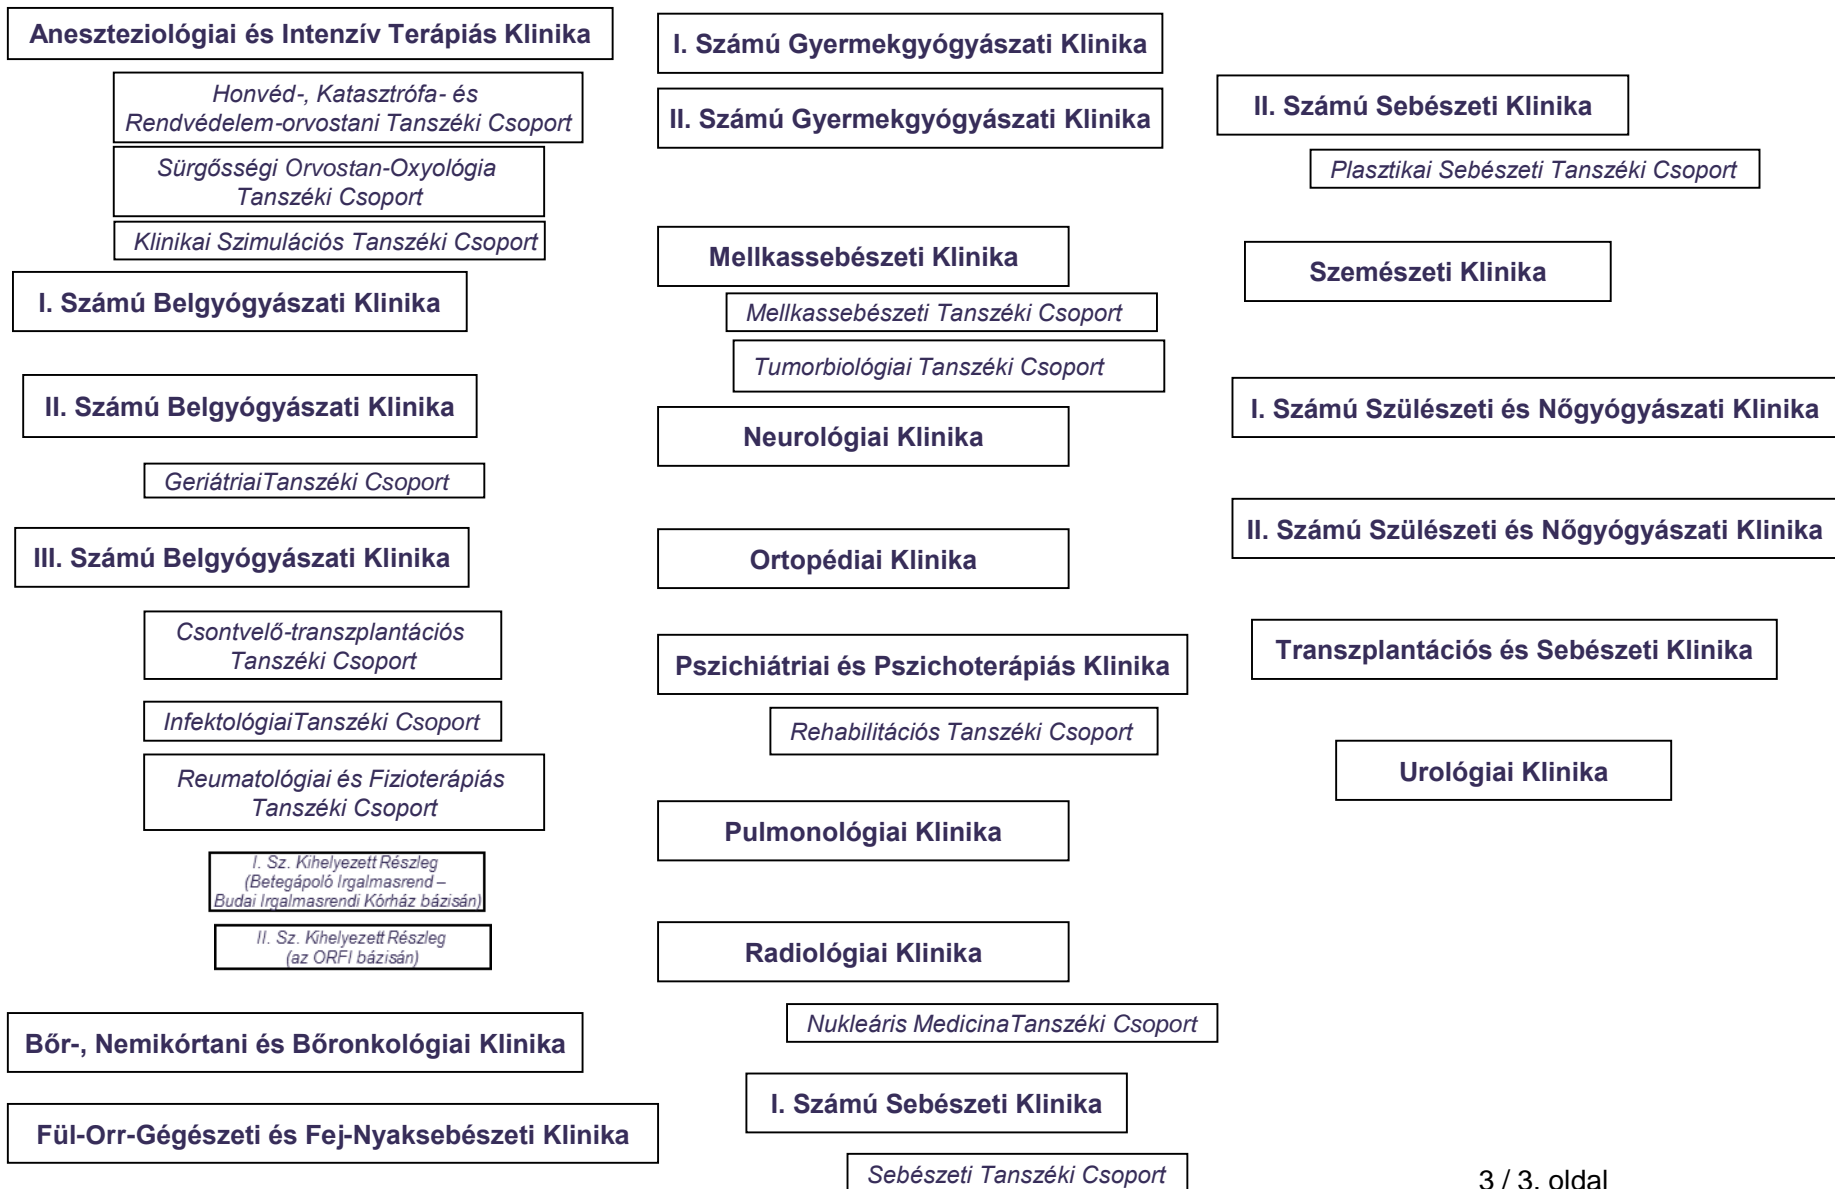 Aneszteziológiai és Intenzív Terápiás Klinika
Honvéd-, Katasztrófa- és
Rendvédelem-orvostani Tanszéki Csoport
Sürgősségi Orvostan-Oxyológia
Tanszéki Csoport
Klinikai Szimulációs Tanszéki Csoport
I. Számú Belgyógyászati Klinika
II. Számú Belgyógyászati Klinika
GeriátriaiTanszéki Csoport
III. Számú Belgyógyászati Klinika
Csontvelő-transzplantációs
Tanszéki Csoport
InfektológiaiTanszéki Csoport
Reumatológiai és Fizioterápiás
Tanszéki Csoport
I. Sz. Kihelyezett Részleg
(Betegápoló Irgalmasrend –
Budai Irgalmasrendi Kórház bázisán)
II. Sz. Kihelyezett Részleg
(az ORFI bázisán)
Bőr-, Nemikórtani és Bőronkológiai Klinika
Fül-Orr-Gégészeti és Fej-Nyaksebészeti Klinika
I. Számú Gyermekgyógyászati Klinika
II. Számú Gyermekgyógyászati Klinika
Mellkassebészeti Klinika
Mellkassebészeti Tanszéki Csoport
Tumorbiológiai Tanszéki Csoport
Neurológiai Klinika
Ortopédiai Klinika
Pszichiátriai és Pszichoterápiás Klinika
Rehabilitációs Tanszéki Csoport
Pulmonológiai Klinika
Radiológiai Klinika
Nukleáris MedicinaTanszéki Csoport
I. Számú Sebészeti Klinika
Sebészeti Tanszéki Csoport
II. Számú Sebészeti Klinika
Plasztikai Sebészeti Tanszéki Csoport
Szemészeti Klinika
I. Számú Szülészeti és Nőgyógyászati Klinika
II. Számú Szülészeti és Nőgyógyászati Klinika
Transzplantációs és Sebészeti Klinika
Urológiai Klinika
3 / 3. oldal